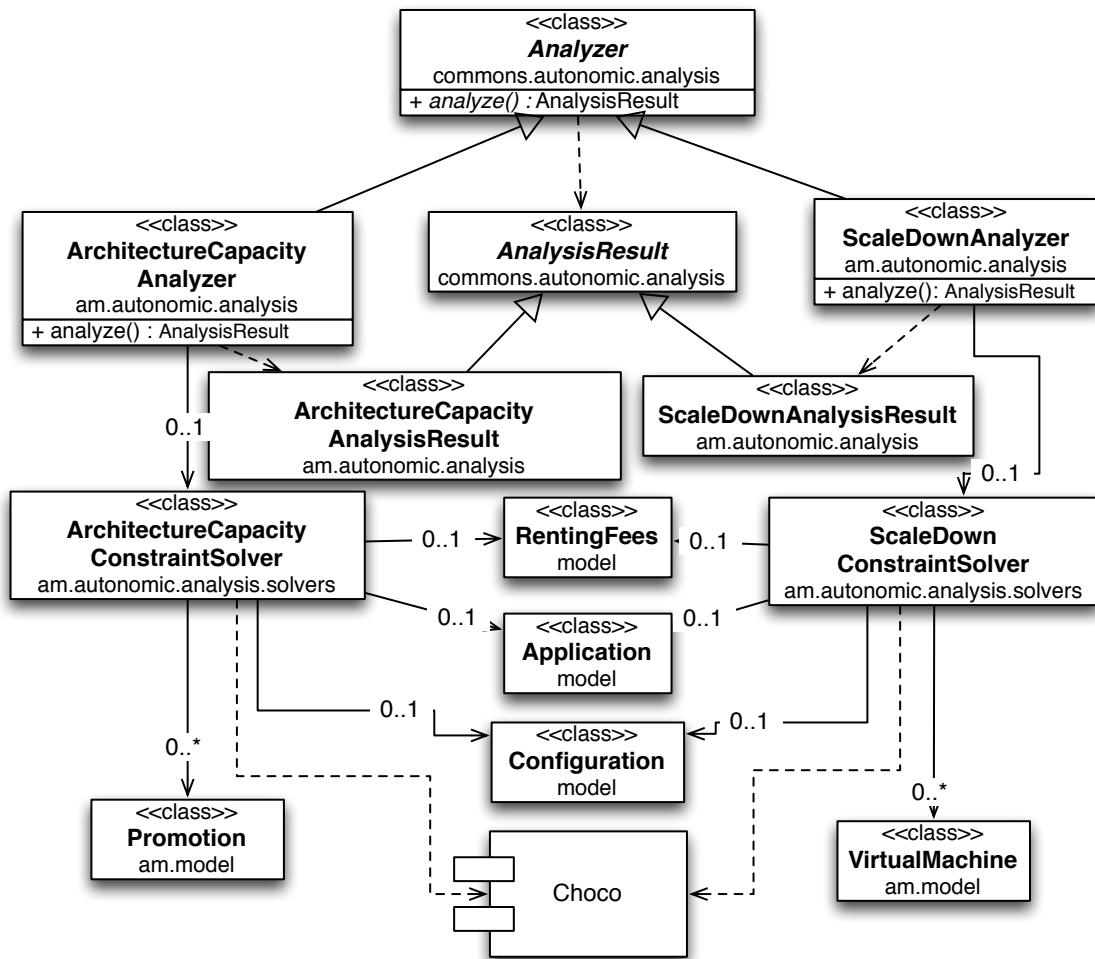 <<class>>
Analyzer
commons.autonomic.analysis
+ analyze() : AnalysisResult
<<class>>
ArchitectureCapacity
Analyzer
am.autonomic.analysis
+ analyze() : AnalysisResult
<<class>>
AnalysisResult
commons.autonomic.analysis
<<class>>
ScaleDownAnalyzer
am.autonomic.analysis
+ analyze(): AnalysisResult
<<class>>
ArchitectureCapacity
AnalysisResult
am.autonomic.analysis
<<class>>
ScaleDownAnalysisResult
am.autonomic.analysis
0..1
0..1
<<class>>
ArchitectureCapacity
ConstraintSolver
am.autonomic.analysis.solvers
0..1
<<class>>
RentingFees
model
0..1
<<class>>
ScaleDown
ConstraintSolver
am.autonomic.analysis.solvers
0..1
<<class>>
Application
model
0..1
0..1
<<class>>
Configuration
model
0..1
0..*
<<class>>
Promotion
am.model
0..*
<<class>>
VirtualMachine
am.model
Choco